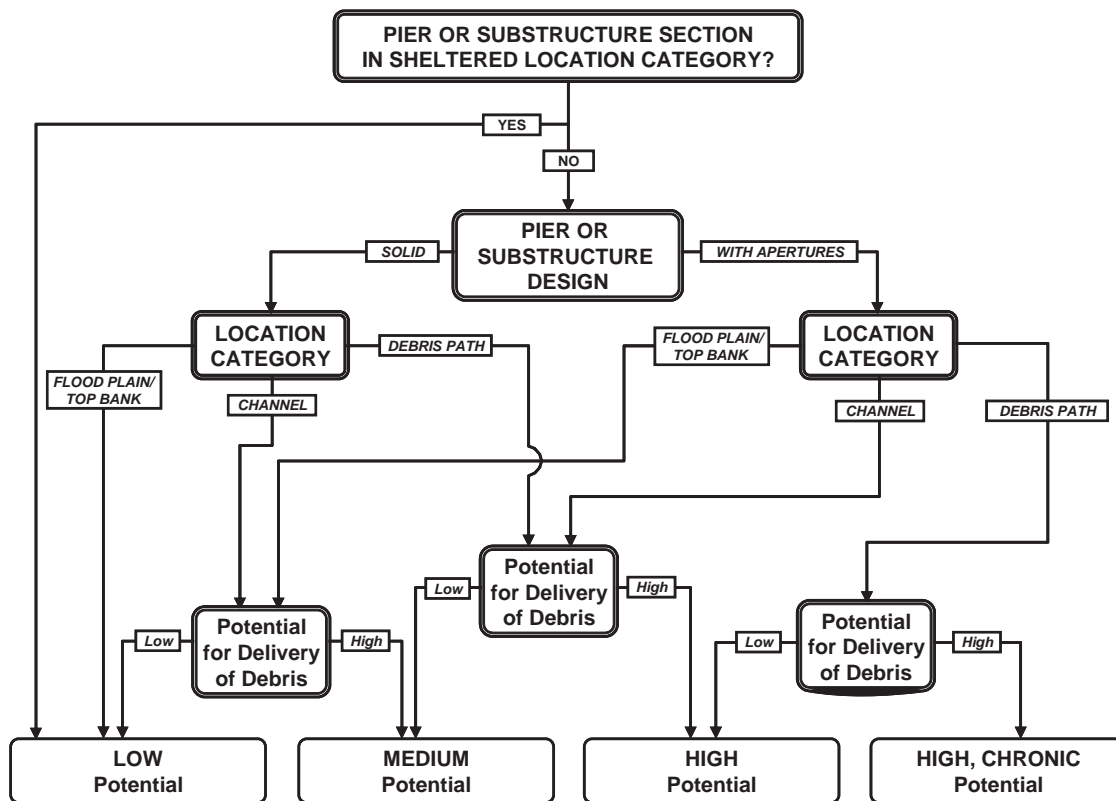 PIER OR SUBSTRUCTURE SECTION
IN SHELTERED LOCATION CATEGORY?
YES
NO
PIER OR
SUBSTRUCTURE
DESIGN
SOLID
WITH APERTURES
LOCATION
CATEGORY
DEBRIS PATH
FLOOD PLAIN/
TOP BANK
LOCATION
CATEGORY
FLOOD PLAIN/
TOP BANK
CHANNEL
CHANNEL
DEBRIS PATH
Potential
for Delivery
of Debris
Low
High
Potential
for Delivery
of Debris
Low
High
Potential
for Delivery
of Debris
Low
High
LOW
Potential
MEDIUM
Potential
HIGH
Potential
HIGH, CHRONIC
Potential